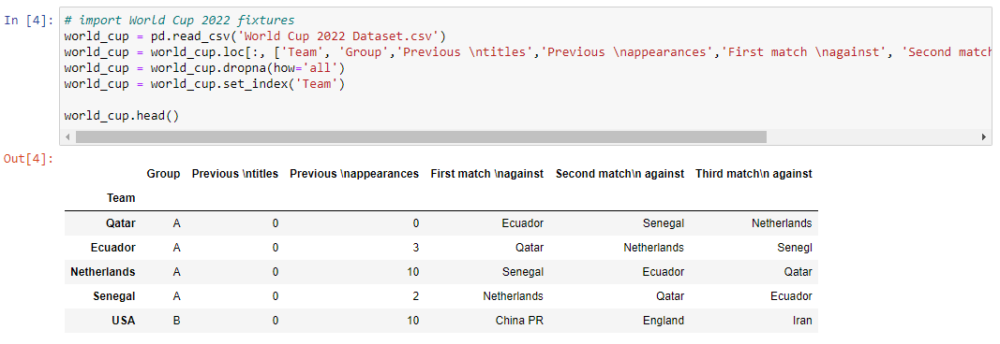 In [4]: # import World Cup 2022 fixtures
world_cup = pd.read_csv('World Cup 2022 Dataset.csv')
world_cup = world_cup.loc[:, ['Team', 'Group','Previous \ntitles','Previous \nappearances','First match \nagainst', 'Second match
world_cup = world_cup.dropna(how='all')
world_cup = world_cup.set_index('Team')
world_cup.head()
Out[4]:
Group Previous \ntitles Previous \nappearances First match \nagainst Second match\n against Third match\n against
Team
Qatar A 0 0 Ecuador Senegal Netherlands
Ecuador A 0 3 Qatar Netherlands Senegl
Netherlands A 0 10 Senegal Ecuador Qatar
Senegal A 0 2 Netherlands Qatar Ecuador
USA B 0 10 China PR England Iran